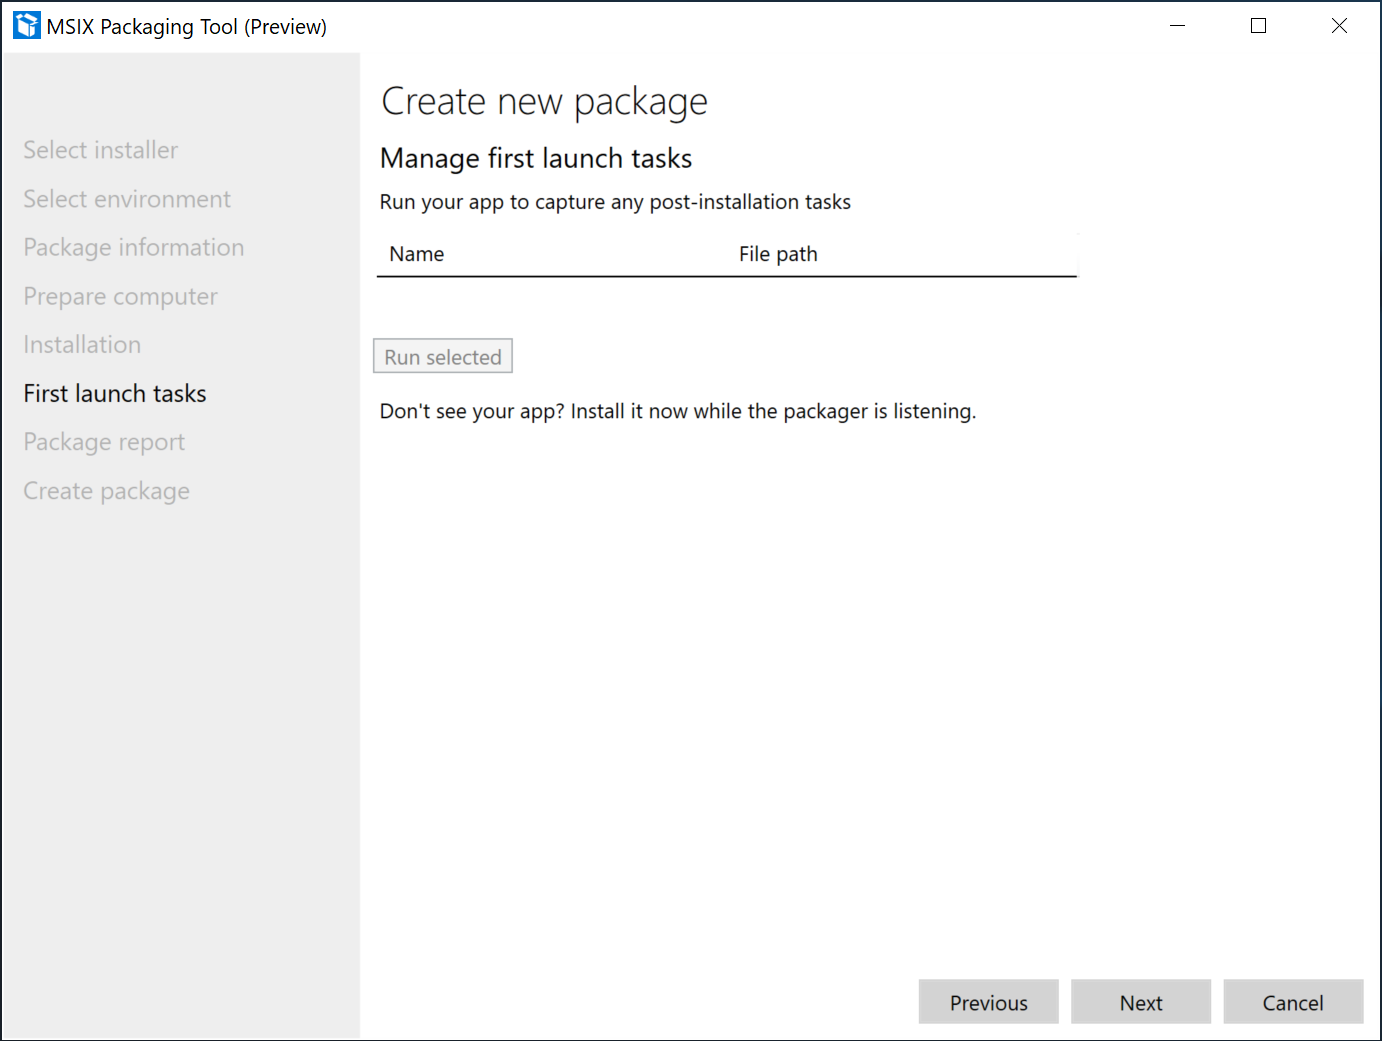 MSIX Packaging Tool (Preview)
Select installer
Select environment
Package information
Prepare computer
Installation
First launch tasks
Package report
Create package
Create new package
Manage first launch tasks
Run your app to capture any post-installation tasks
Name File path
Run selected
Don't see your app? Install it now while the packager is listening.
Previous Next Cancel